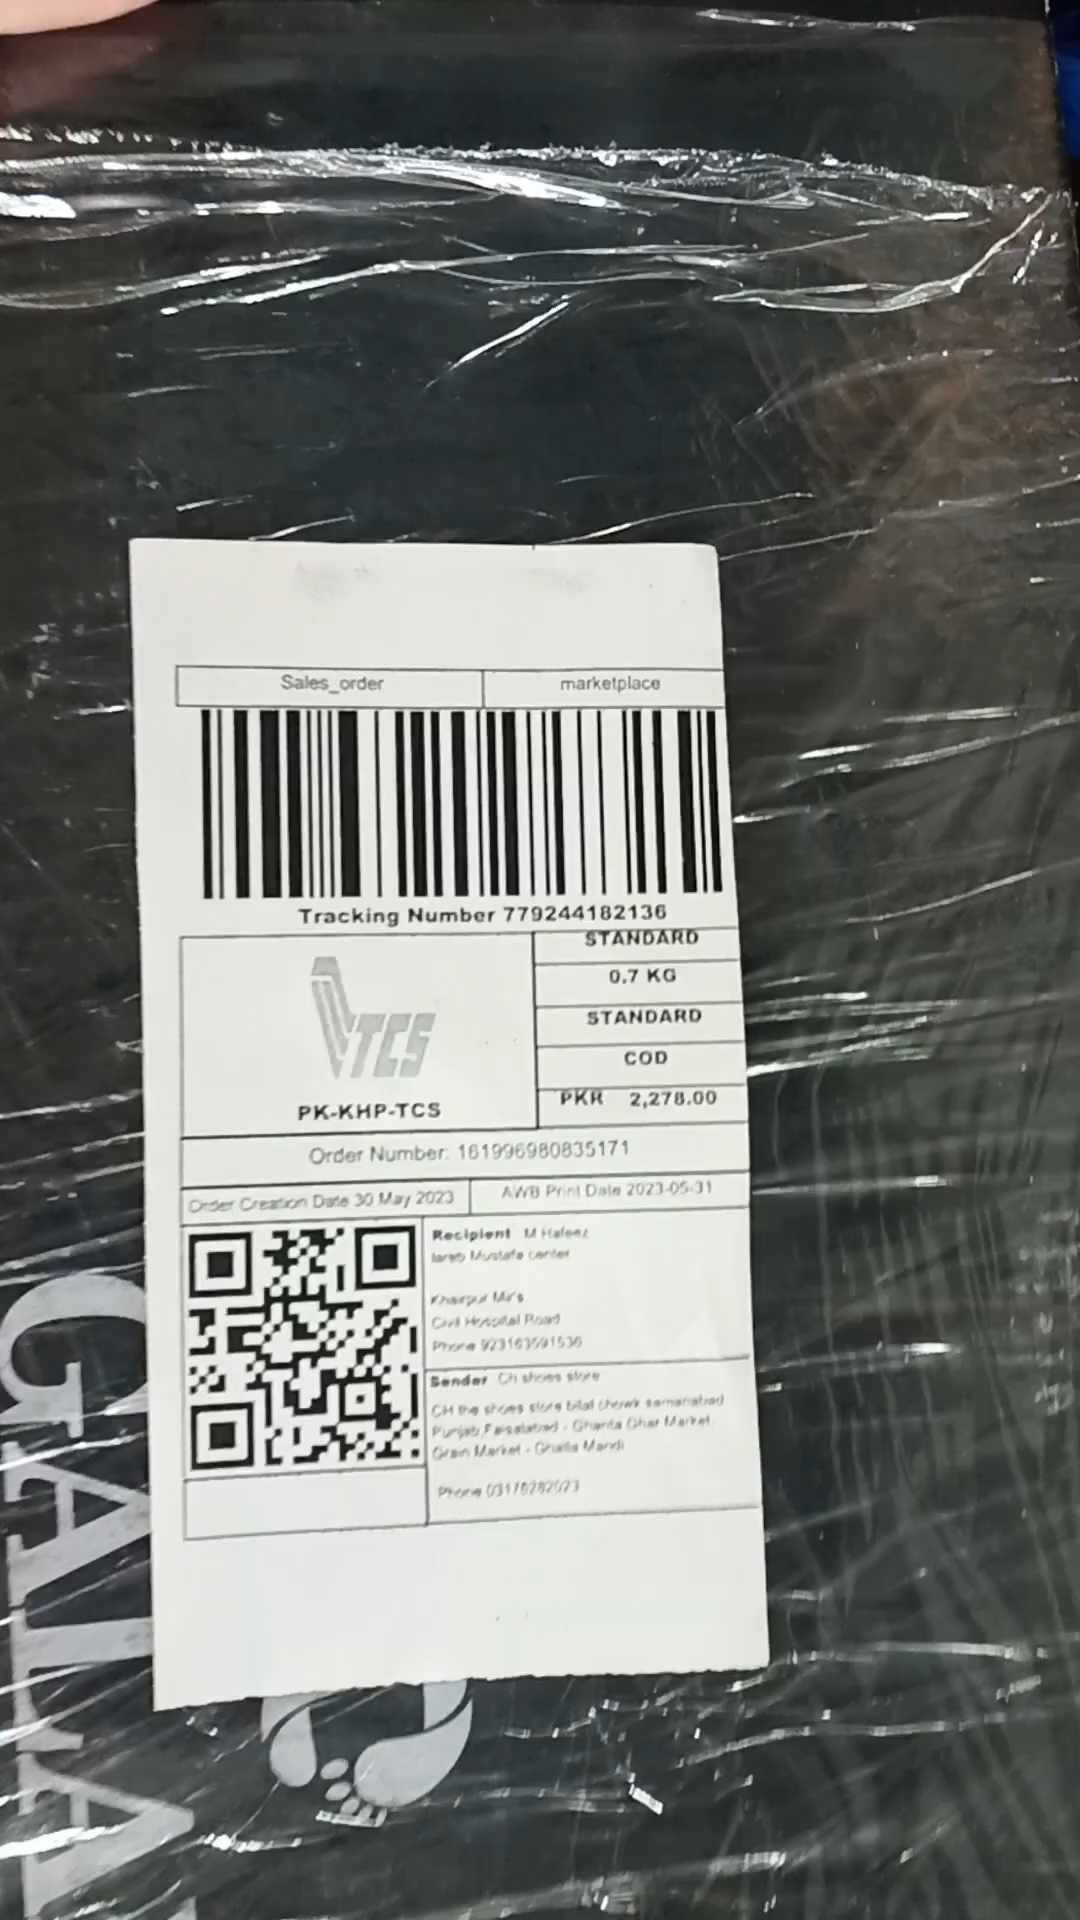 Sales_order
marketplace
Tracking Number 779244182136
TCS
PK-KHP-TCS
STANDARD
0.7 KG
STANDARD
COD
PKR 2,278.00
Order Number: 161996980835171
Order Creation Date 30 May 2023
AWB Print Date 2023-05-31
Recipient M Hafeez
Mustafa center
Khairpur Mir's
Civil Hospital Road
Phone
Sender Ch shoes store
CH the shoes store bilal chowk samanabad
Punjab Faisalabad - Ghanta Ghar Market,
Grain Market - Ghalla Mandi
Phone
GALA